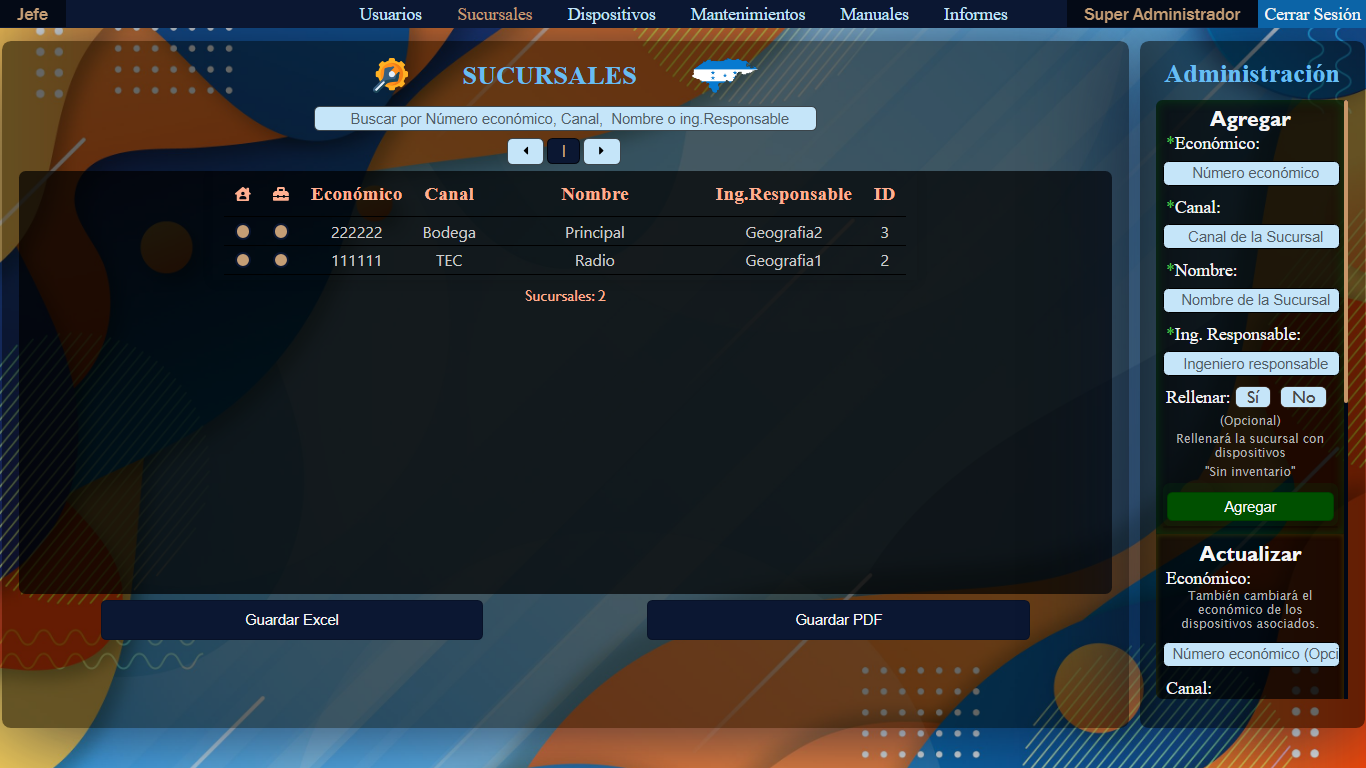 Jefe Usuarios Sucursales Dispositivos Mantenimientos Manuales Informes Super Administrador Cerrar Sesión
SUCURSALES
Buscar por Número económico, Canal, Nombre o ing.Responsable
1
Económico Canal Nombre Ing.Responsable ID
222222 Bodega Principal Geografia2 3
111111 TEC Radio Geografia1 2
Sucursales: 2
Guardar Excel Guardar PDF
Administración
Agregar
*Económico:
Número económico
*Canal:
Canal de la Sucursal
*Nombre:
Nombre de la Sucursal
*Ing. Responsable:
Ingeniero responsable
Rellenar: Sí No
(Opcional)
Rellenará la sucursal con
dispositivos
"Sin inventario"
Agregar
Actualizar
Económico:
También cambiará el
económico de los
dispositivos asociados.
Número económico (Opci
Canal: